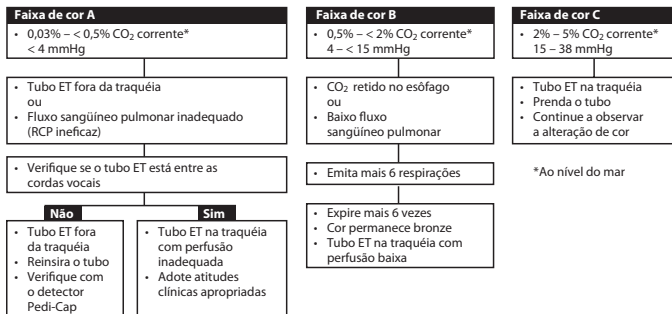 Faixa de cor A
• 0,03% – < 0,5% CO₂ corrente*
< 4 mmHg
• Tubo ET fora da traquéia
ou
• Fluxo sangüíneo pulmonar inadequado
(RCP ineficaz)
• Verifique se o tubo ET está entre as
cordas vocais
Não
• Tubo ET fora
da traquéia
• Reinsira o tubo
• Verifique com
o detector
Pedi-Cap
Sim
• Tubo ET na traquéia
com perfusão
inadequada
• Adote atitudes
clínicas apropriadas
Faixa de cor B
• 0,5% – < 2% CO₂ corrente*
4 – < 15 mmHg
• CO₂ retido no esôfago
ou
• Baixo fluxo
sangüíneo pulmonar
• Emita mais 6 respirações
• Expire mais 6 vezes
• Cor permanece bronze
• Tubo ET na traquéia com
perfusão baixa
Faixa de cor C
• 2% – 5% CO₂ corrente*
15 – 38 mmHg
• Tubo ET na traquéia
• Prenda o tubo
• Continue a observar
a alteração de cor
*Ao nível do mar